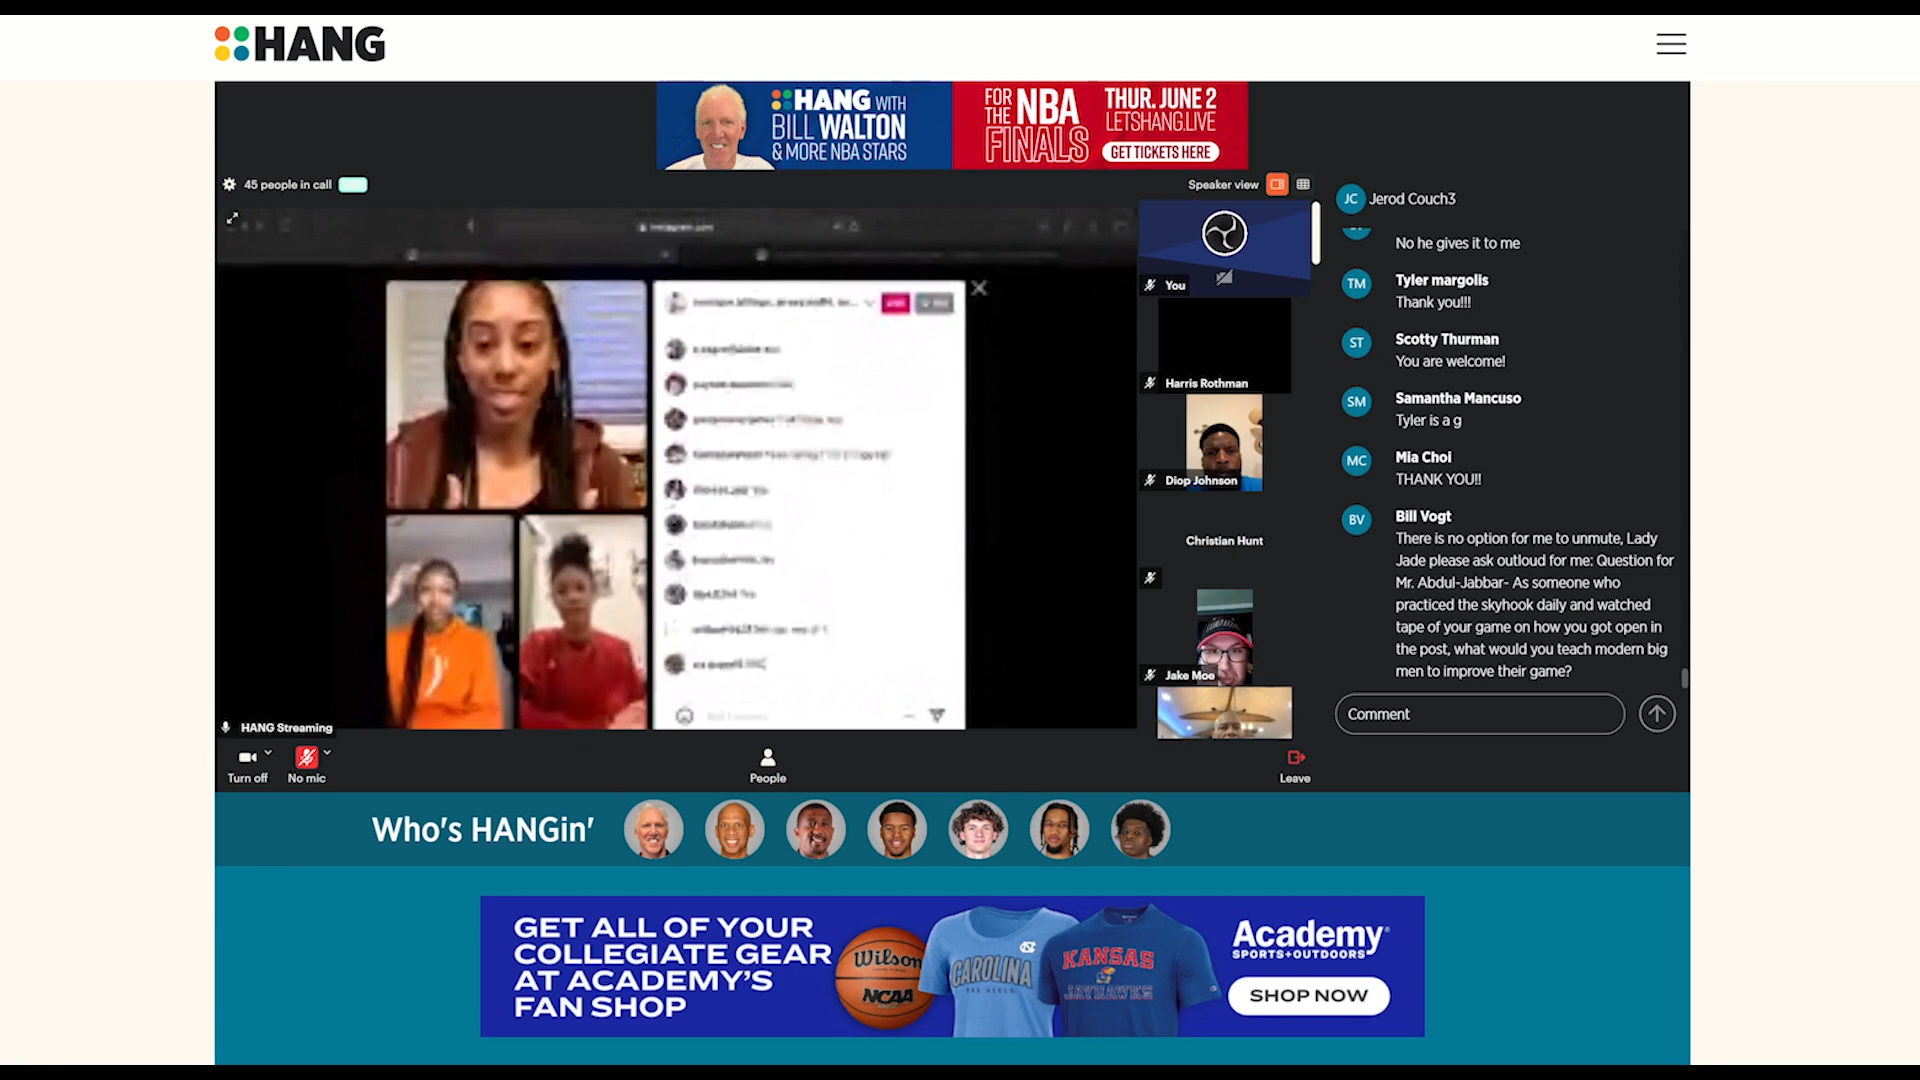 HANG
HANG WITH
BILL WALTON
& MORE NBA STARS
FOR
THE
NBA
FINALS
THUR. JUNE 2
LETSHANG.LIVE
GET TICKETS HERE
45 people in call
Speaker view
You
Harris Rothman
Diop Johnson
Christian Hunt
Jake Moe
HANG Streaming
Turn off
No mic
People
Leave
JC
Jerod Couch3
No he gives it to me
TM
Tyler margolis
Thank you!!!
ST
Scotty Thurman
You are welcome!
SM
Samantha Mancuso
Tyler is a g
MC
Mia Choi
THANK YOU!!
BV
Bill Vogt
There is no option for me to unmute, Lady
Jade please ask outloud for me: Question for
Mr. Abdul-Jabbar- As someone who
practiced the skyhook daily and watched
tape of your game on how you got open in
the post, what would you teach modern big
men to improve their game?
Comment
Who's HANGin'
GET ALL OF YOUR
COLLEGIATE GEAR
AT ACADEMY'S
FAN SHOP
Wilson
NCAA
NC
CAROLINA
TAR HEELS
KANSAS
JAYHAWKS
Academy
SPORTS+OUTDOORS
SHOP NOW